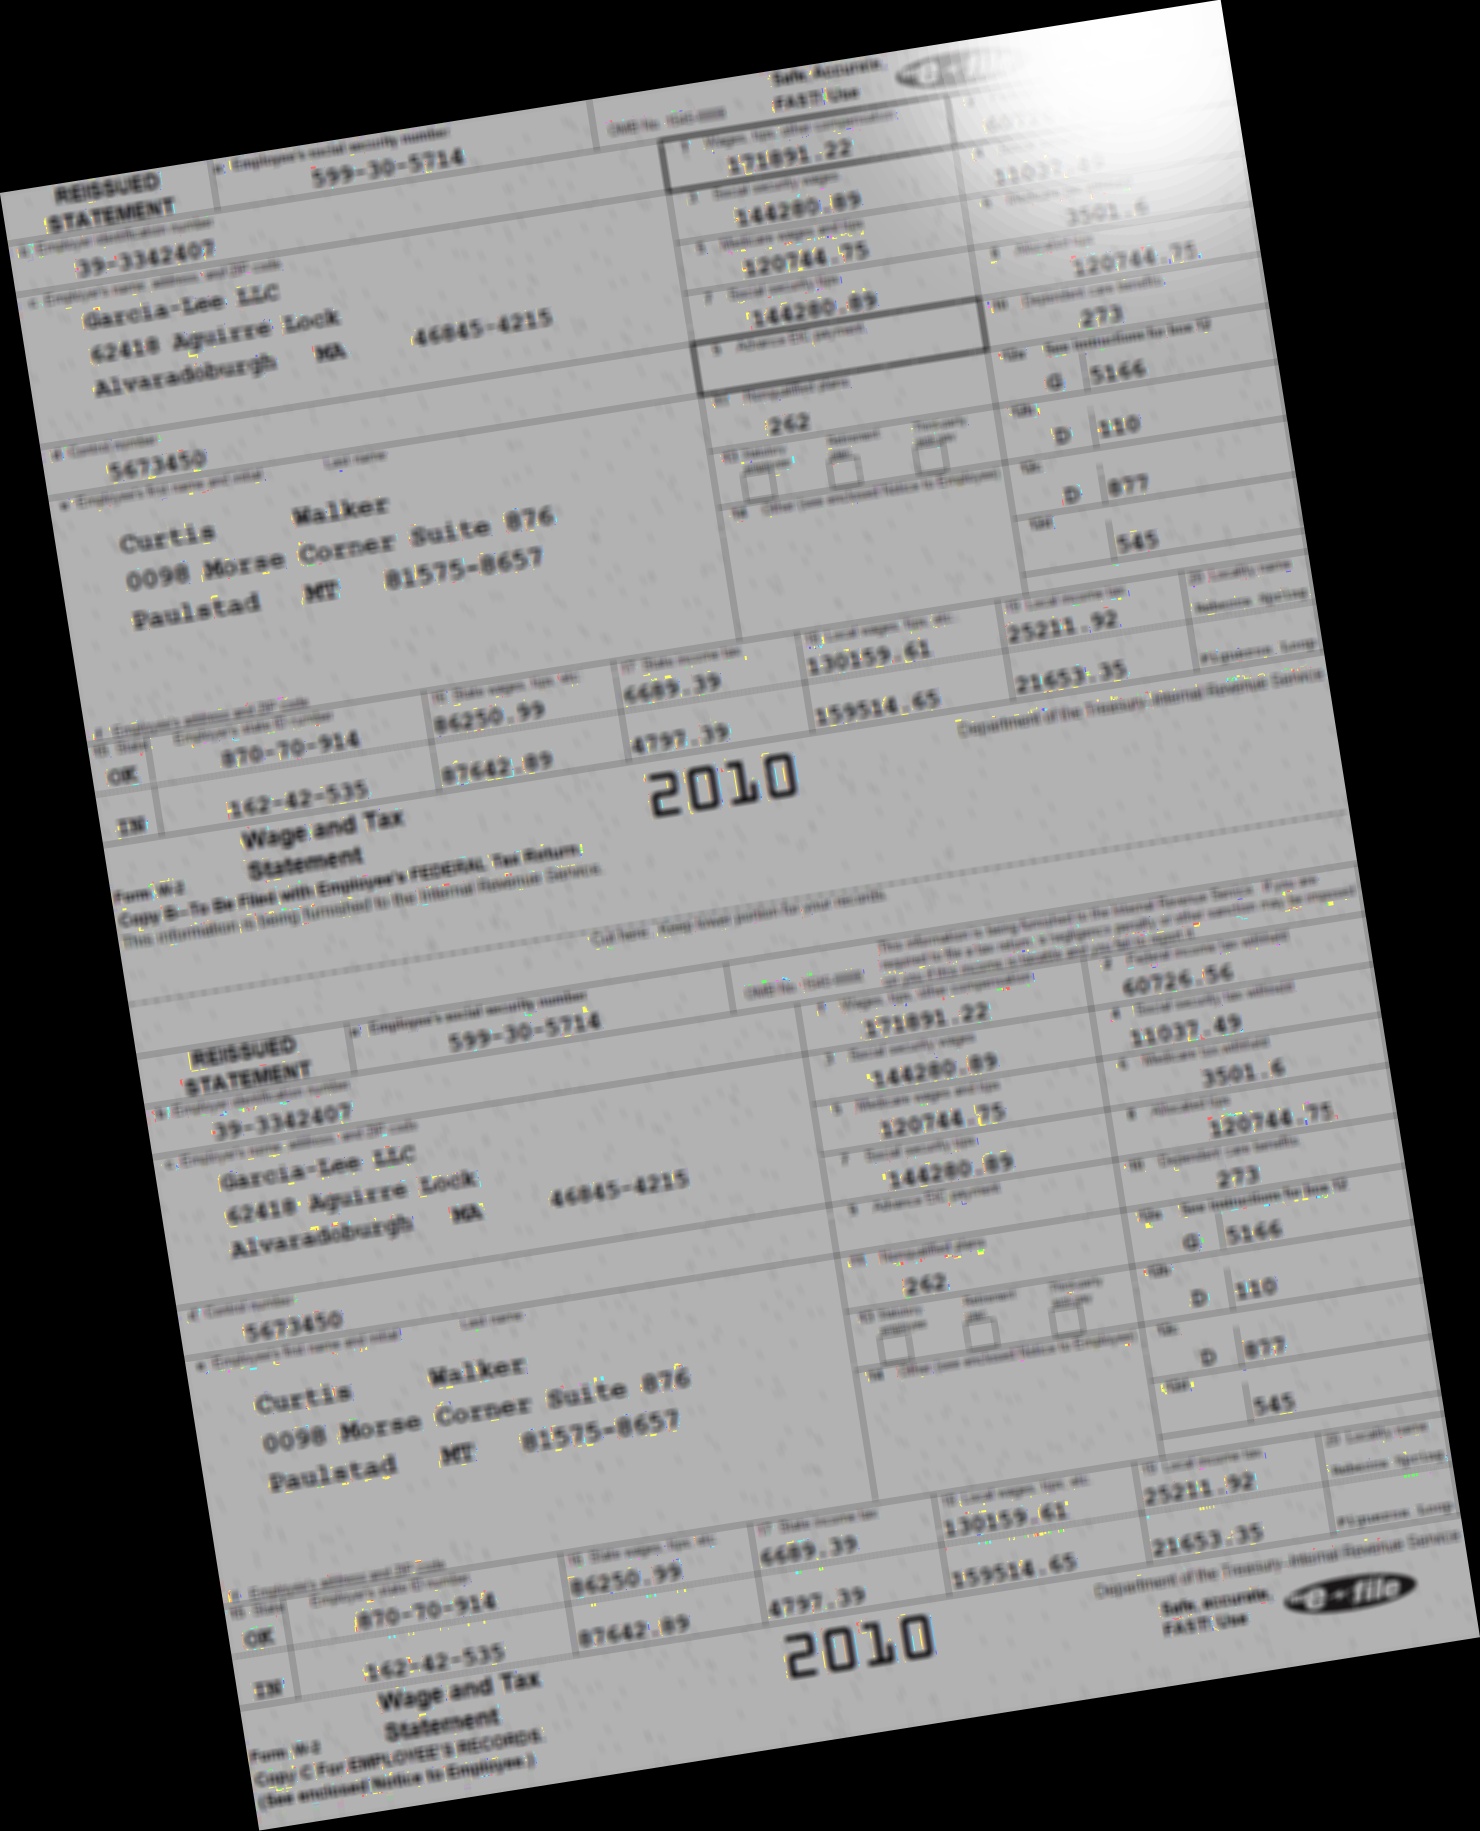 Safe, Accurate,
FAST! Use
e-file
REISSUED
STATEMENT
a Employee's social security number
599-30-5714
OMB No. 1545-0008
1 Wages, tips, other compensation
171891.22
11037.49
3 Social security wages
144280.89
3501.6
b Employer identification number
39-3342407
5 Medicare wages and tips
120744.75
8 Allocated tips
120744.75
c Employer's name, address, and ZIP code
Garcia-Lee LLC
62418 Aguirre Lock
Alvaradoburgh MA 46845-4215
7 Social security tips
144280.89
10 Dependent care benefits
273
9 Advance EIC payment
12a See instructions for box 12
G 5166
d Control number
5673450
11 Nonqualified plans
262
12b
D 110
13 Statutory employee
Retirement plan
Third-party sick pay
12c
D 877
e Employee's first name and initial
Last name
Curtis Walker
0098 Morse Corner Suite 876
Paulstad MT 81575-8657
14 Other (see enclosed Notice to Employee)
12d
545
f Employee's address and ZIP code
15 State
Employer's state ID number
16 State wages, tips, etc.
17 State income tax
18 Local wages, tips, etc.
19 Local income tax
20 Locality name
OK 870-70-914 86250.99 6689.39 130159.61 25211.92
IN 162-42-535 87642.89 4797.39 159514.65 21653.35 Figueroa Loop
Wage and Tax
Statement
2010
Department of the Treasury-Internal Revenue Service
Form W-2
Copy B--To Be Filed with Employee's FEDERAL Tax Return.
This information is being furnished to the Internal Revenue Service.
Cut here. Keep lower portion for your records.
This information is being furnished to the Internal Revenue Service. If you are
required to file a tax return, a negligence penalty or other sanction may be imposed
on you if this income is taxable and you fail to report it.
REISSUED
STATEMENT
a Employee's social security number
599-30-5714
OMB No. 1545-0008
1 Wages, tips, other compensation
171891.22
2 Federal income tax withheld
60726.56
3 Social security wages
144280.89
4 Social security tax withheld
11037.49
b Employer identification number
39-3342407
5 Medicare wages and tips
120744.75
6 Medicare tax withheld
3501.6
c Employer's name, address, and ZIP code
Garcia-Lee LLC
62418 Aguirre Lock
Alvaradoburgh MA 46845-4215
7 Social security tips
144280.89
8 Allocated tips
120744.75
9 Advance EIC payment
10 Dependent care benefits
273
12a See instructions for box 12
G 5166
d Control number
5673450
11 Nonqualified plans
262
12b
D 110
13 Statutory employee
Retirement plan
Third-party sick pay
12c
D 877
e Employee's first name and initial
Last name
Curtis Walker
0098 Morse Corner Suite 876
Paulstad MT 81575-8657
14 Other (see enclosed Notice to Employee)
12d
545
f Employee's address and ZIP code
15 State
Employer's state ID number
16 State wages, tips, etc.
17 State income tax
18 Local wages, tips, etc.
19 Local income tax
20 Locality name
OK 870-70-914 86250.99 6689.39 130159.61 25211.92
IN 162-42-535 87642.89 4797.39 159514.65 21653.35 Figueroa Loop
Wage and Tax
Statement
2010
Department of the Treasury-Internal Revenue Service
Safe, accurate,
FAST! Use
e-file
Form W-2
Copy C For EMPLOYEE'S RECORDS.
(See enclosed Notice to Employee.)